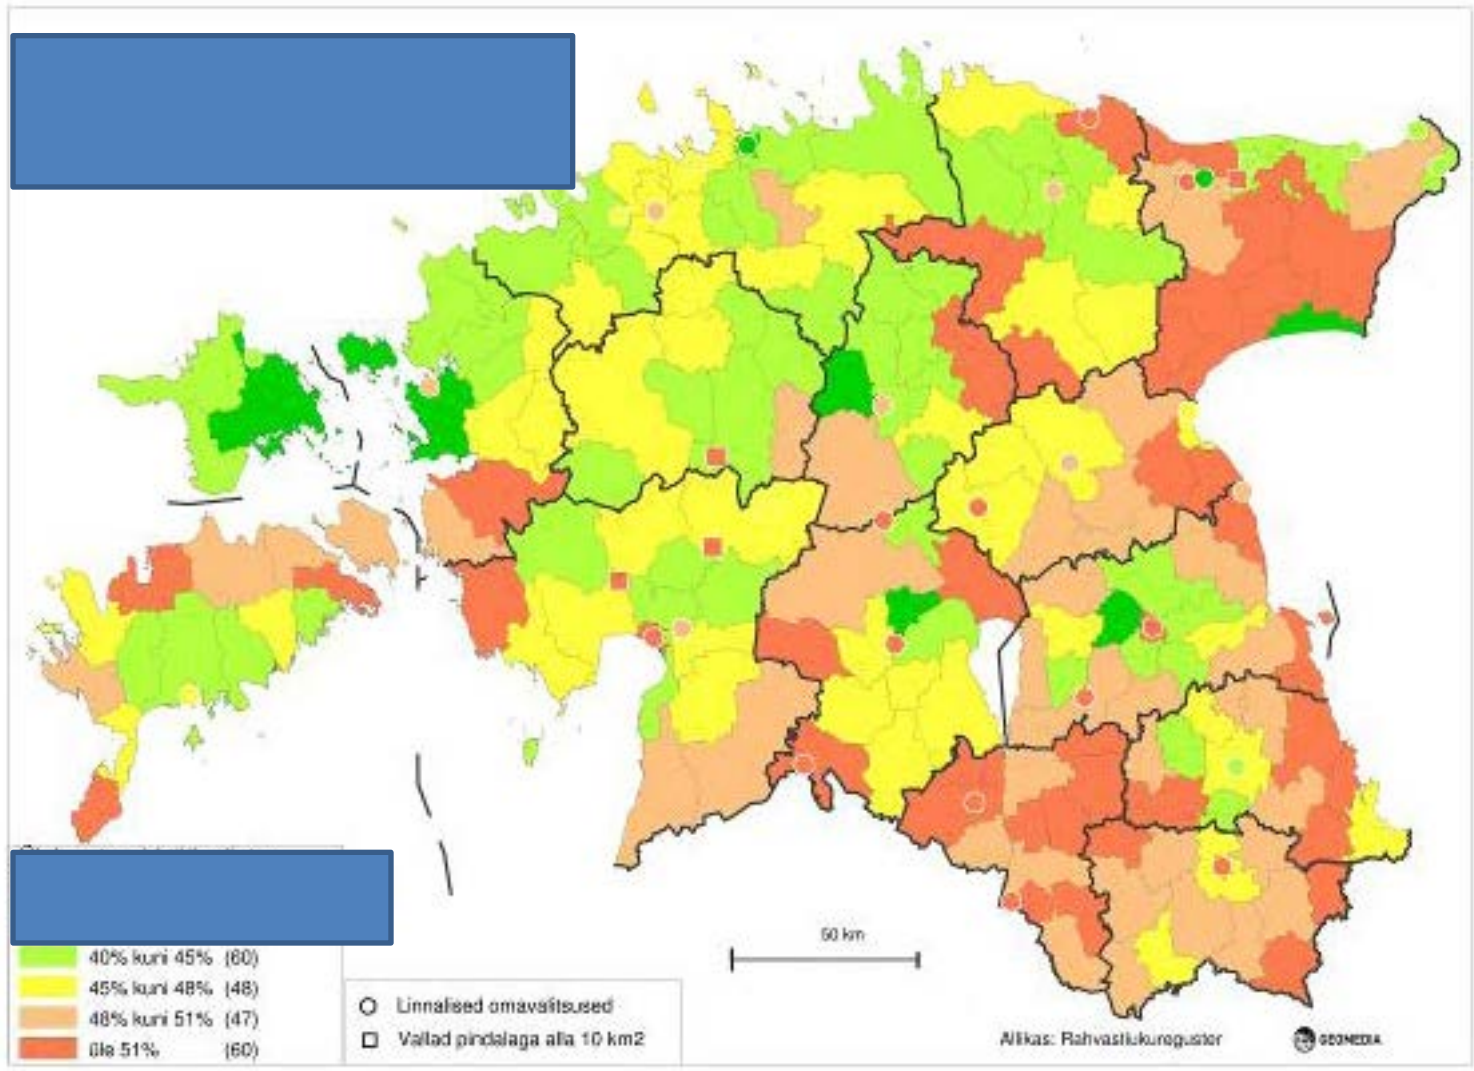 40% kuni 45% (60)
45% kuni 48% (48)
48% kuni 51% (47)
üle 51% (60)
Linnalised omavalitsused
Vallad pindalaga alla 10 km2
50 km
Allikas: Rahvastikuregister
GEOMEDIA